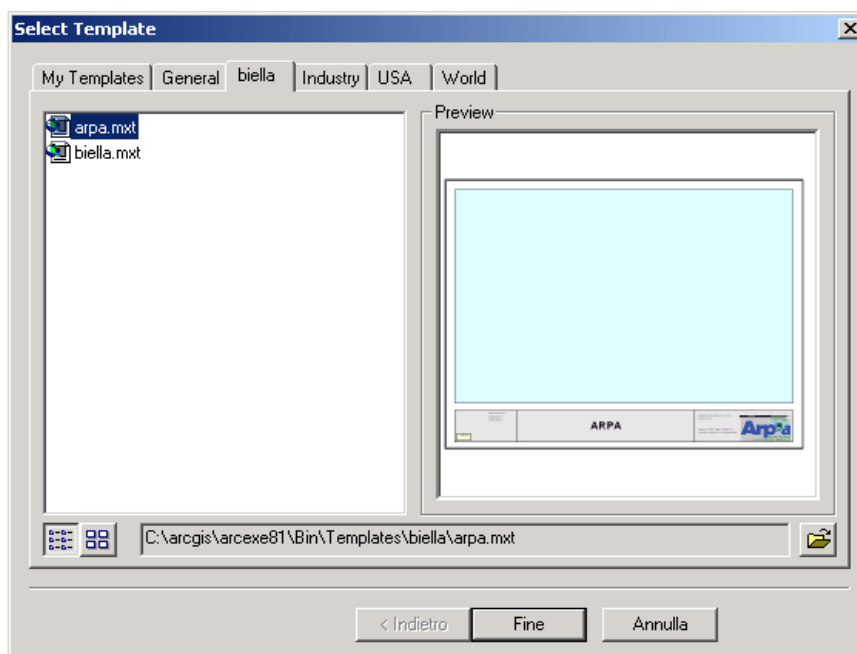 Select Template
My Templates General biella Industry USA World
arpa.mxt
biella.mxt
Preview
ARPA
Arpa
C:\arcgis\arcexe81\Bin\Templates\biella\arpa.mxt
< Indietro Fine Annulla